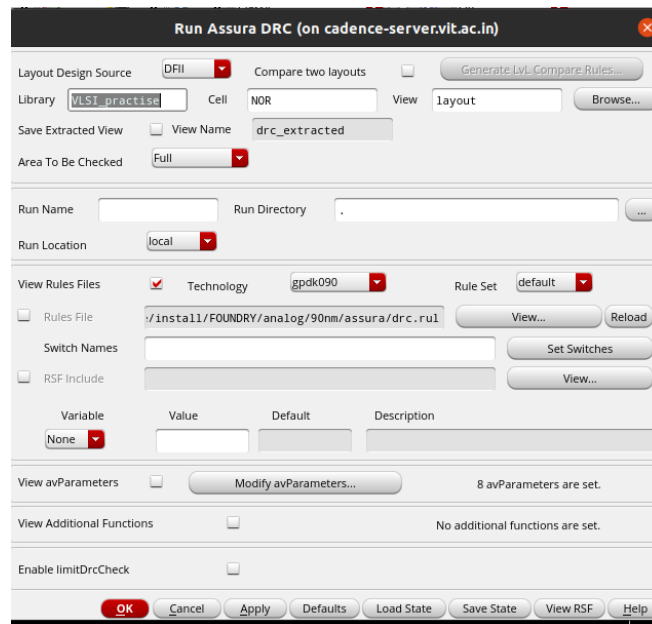 Run Assura DRC (on cadence-server.vit.ac.in)
Layout Design Source DFII Compare two layouts Generate LvL Compare Rules...
Library VLSI_practise Cell NOR View layout Browse...
Save Extracted View View Name drc_extracted
Area To Be Checked Full
Run Name Run Directory . ...
Run Location local
View Rules Files Technology gpdk090 Rule Set default
Rules File :/install/FOUNDRY/analog/90nm/assura/drc.rul View... Reload
Switch Names Set Switches
RSF Include View...
Variable Value Default Description
None
View avParameters Modify avParameters... 8 avParameters are set.
View Additional Functions No additional functions are set.
Enable limitDrcCheck
OK Cancel Apply Defaults Load State Save State View RSF Help